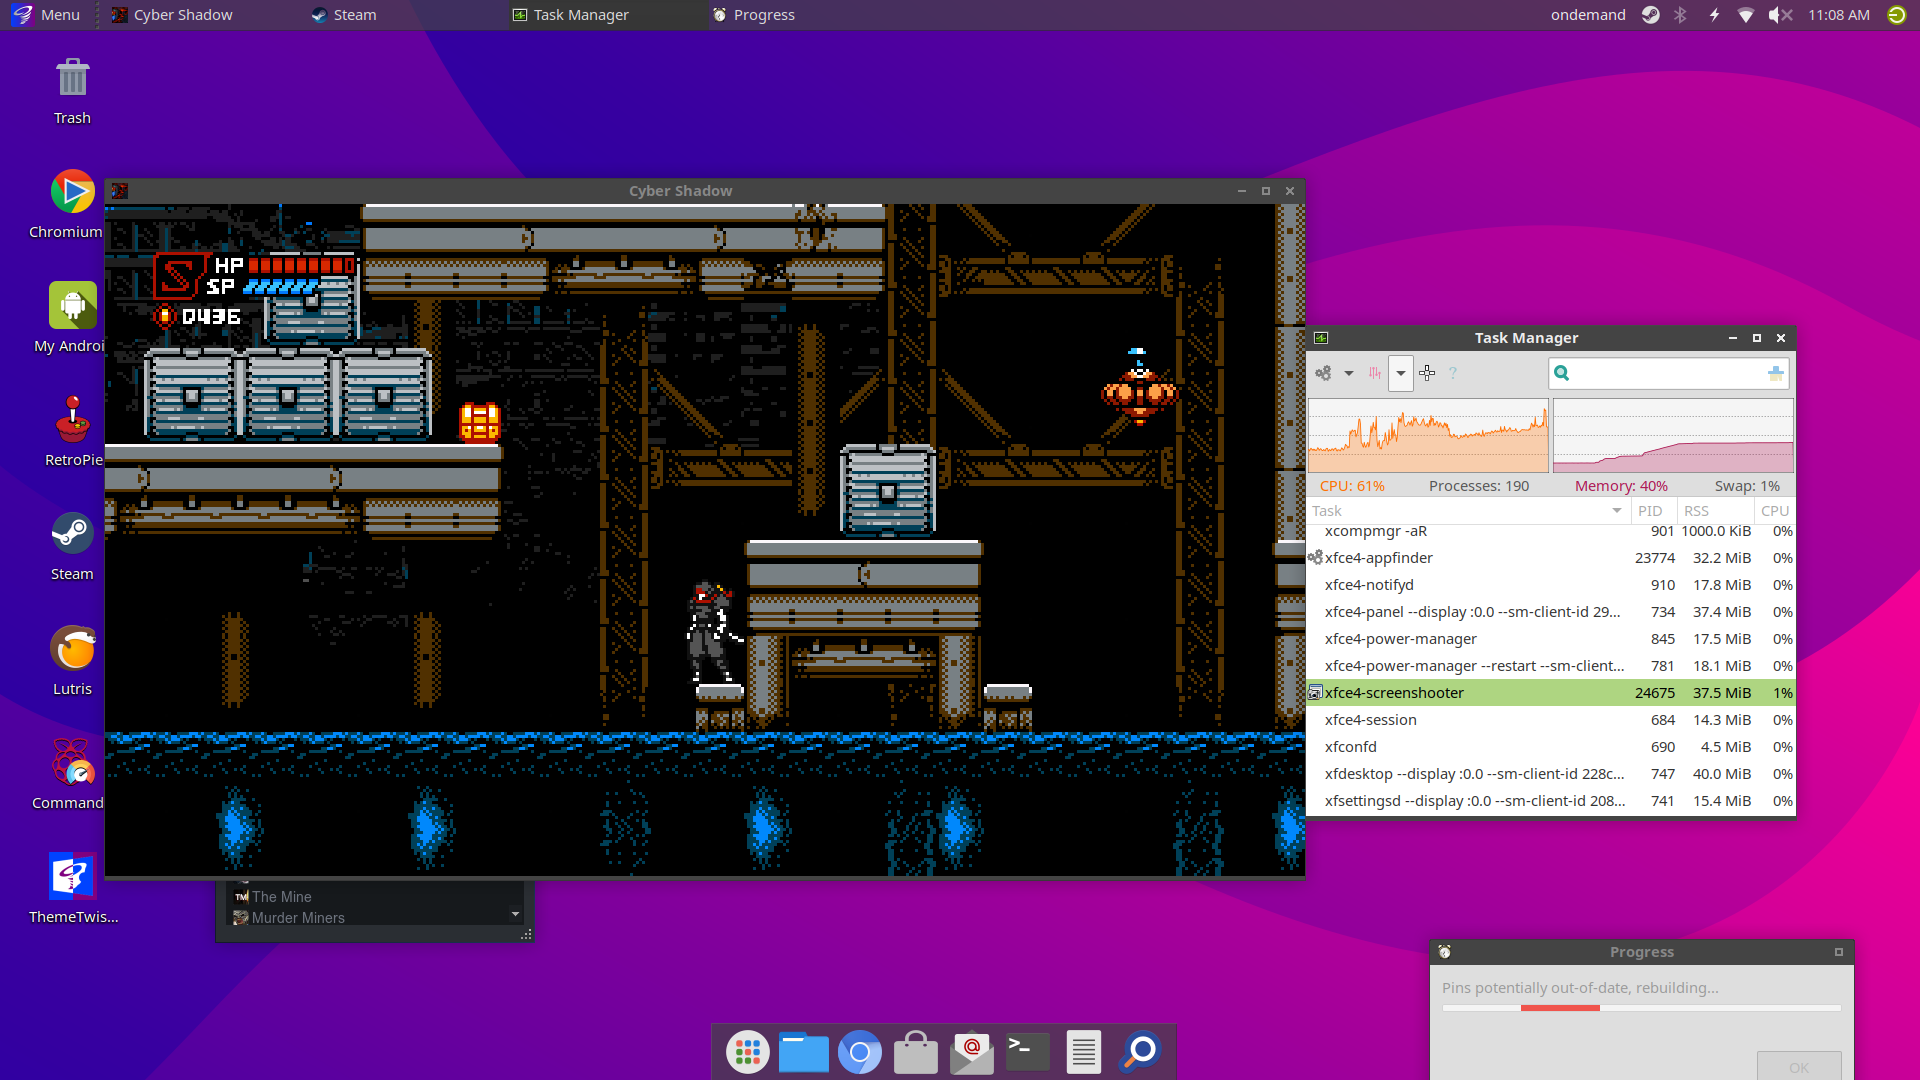 Menu
Cyber Shadow
Steam
Task Manager
Progress
ondemand
11:08 AM
Trash
Chromium
My Androi
RetroPie
Steam
Lutris
Command
ThemeTwis...
Cyber Shadow
HP
SP
0436
The Mine
Murder Miners
Task Manager
CPU: 61% Processes: 190 Memory: 40% Swap: 1%
Task PID RSS CPU
xcompmgr -aR 901 1000.0 KiB 0%
xfce4-appfinder 23774 32.2 MiB 0%
xfce4-notifyd 910 17.8 MiB 0%
xfce4-panel --display :0.0 --sm-client-id 29... 734 37.4 MiB 0%
xfce4-power-manager 845 17.5 MiB 0%
xfce4-power-manager --restart --sm-client... 781 18.1 MiB 0%
xfce4-screenshooter 24675 37.5 MiB 1%
xfce4-session 684 14.3 MiB 0%
xfconfd 690 4.5 MiB 0%
xfdesktop --display :0.0 --sm-client-id 228c... 747 40.0 MiB 0%
xfsettingsd --display :0.0 --sm-client-id 208... 741 15.4 MiB 0%
Progress
Pins potentially out-of-date, rebuilding...
OK